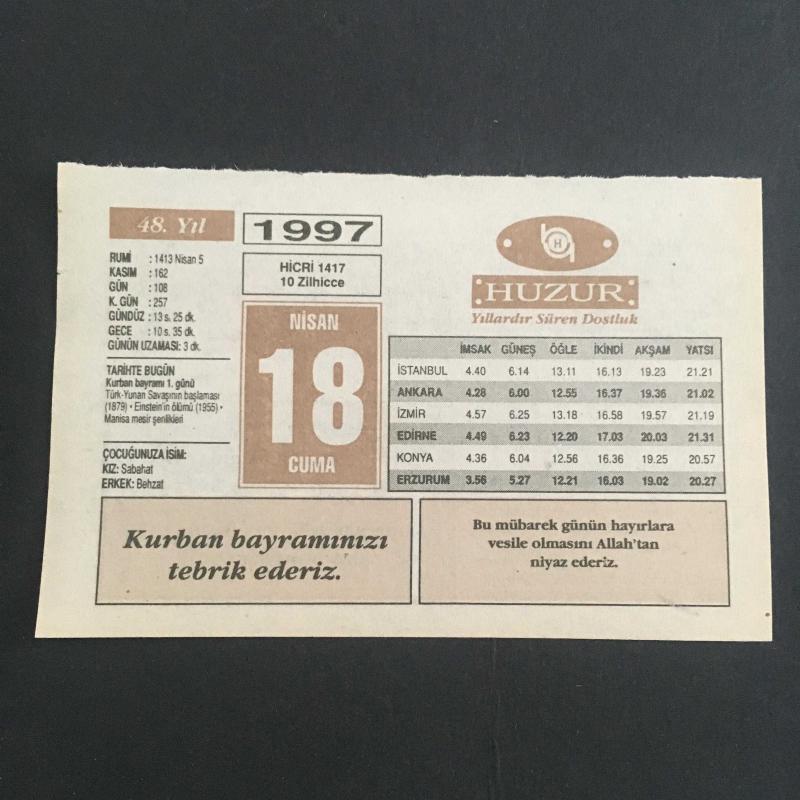 48. Yıl
1997
RUMİ : 1413 Nisan 5
KASIM : 162
GÜN : 108
K. GÜN : 257
GÜNDÜZ : 13 s. 25 dk.
GECE : 10 s. 35 dk.
GÜNÜN UZAMASI: 3 dk.
HİCRİ 1417
10 Zilhicce
TARİHTE BUGÜN
Kurban bayramı 1. günü
Türk-Yunan Savaşının başlaması
(1879) • Einstein'in ölümü (1955) •
Manisa mesir şenlikleri
ÇOCUĞUNUZA İSİM:
KIZ: Sabahat
ERKEK: Behzat
NİSAN
18
CUMA
H
HUZUR
Yıllardır Süren Dostluk
İMSAK GÜNEŞ ÖĞLE İKİNDİ AKŞAM YATSI
İSTANBUL 4.40 6.14 13.11 16.13 19.23 21.21
ANKARA 4.28 6.00 12.55 16.37 19.36 21.02
İZMİR 4.57 6.25 13.18 16.58 19.57 21.19
EDİRNE 4.49 6.23 12.20 17.03 20.03 21.31
KONYA 4.36 6.04 12.56 16.36 19.25 20.57
ERZURUM 3.56 5.27 12.21 16.03 19.02 20.27
Kurban bayramınızı
tebrik ederiz.
Bu mübarek günün hayırlara
vesile olmasını Allah'tan
niyaz ederiz.